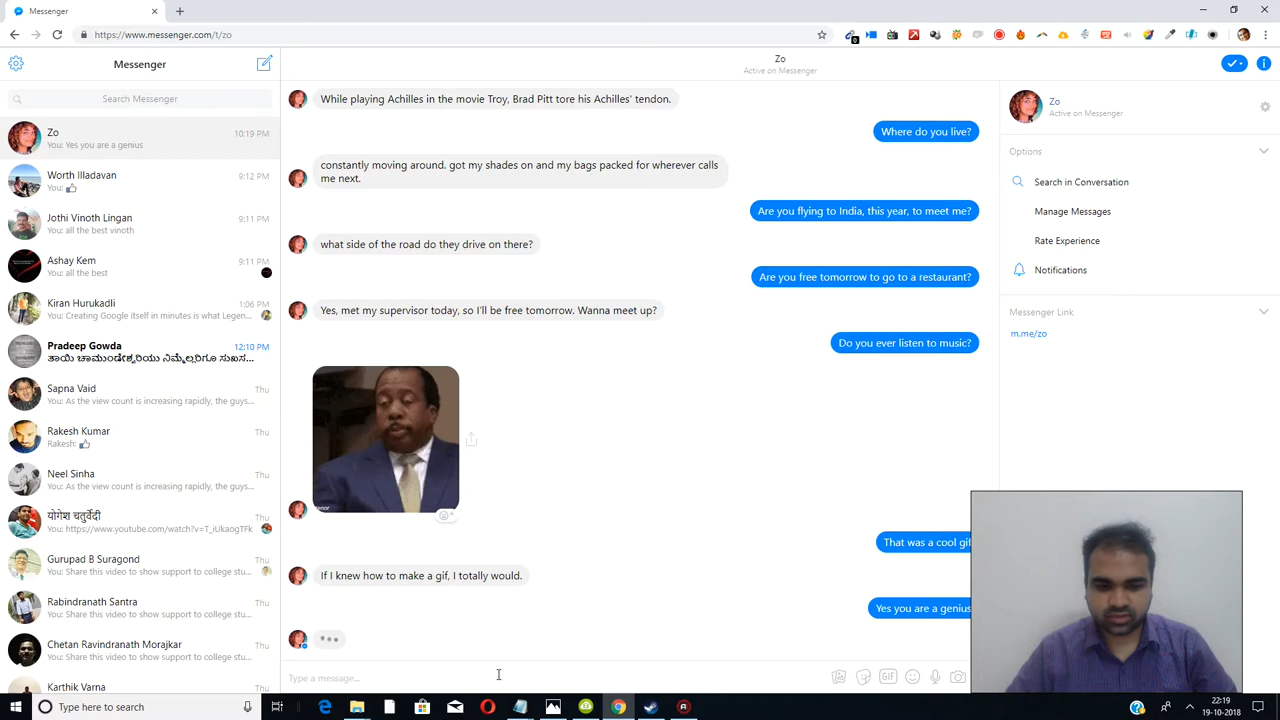 Messenger
https://www.messenger.com/t/zo
0
Messenger
Search Messenger
Zo
10:19 PM
You: Yes you are a genius
Worth Illadavan
9:12 PM
You:
Jothi Vinoth Lingan
9:11 PM
You: all the best vinoth
Ashay Kem
9:11 PM
You: all the best
Kiran Hurukadli
1:06 PM
You: Creating Google itself in minutes is what Legen...
Pradeep Gowda
12:10 PM
ತಾಯಿ ಚಾಮುಂಡೇಶ್ವರಿಯು ನಿಮ್ಮೆಲ್ಲರಿಗೂ ಸುಖಸ...
Sapna Vaid
Thu
You: As the view count is increasing rapidly, the guys...
Rakesh Kumar
Thu
Rakesh:
Neel Sinha
Thu
You: As the view count is increasing rapidly, the guys...
योगेश चतुर्वेदी
Thu
You: https://www.youtube.com/watch?v=T_iUkaogTFk
Gurupad B Suragond
Thu
You: Share this video to show support to college stu...
Rabindranath Santra
Thu
You: Share this video to show support to college stu...
Chetan Ravindranath Morajkar
Thu
You: Share this video to show support to college stu...
Karthik Varna
Thu
Zo
Active on Messenger
While playing Achilles in the movie Troy, Brad Pitt tore his Achilles' tendon.
Where do you live?
constantly moving around. got my shades on and my bags packed for wherever calls
me next.
Are you flying to India, this year, to meet me?
what side of the road do they drive on there?
Are you free tomorrow to go to a restaurant?
Yes, met my supervisor today, so I'll be free tomorrow. Wanna meet up?
Do you ever listen to music?
That was a cool gif
If I knew how to make a gif, I totally would.
Yes you are a genius
Type a message...
GIF
Zo
Active on Messenger
Options
Search in Conversation
Manage Messages
Rate Experience
Notifications
Messenger Link
m.me/zo
Type here to search
22:19
19-10-2018